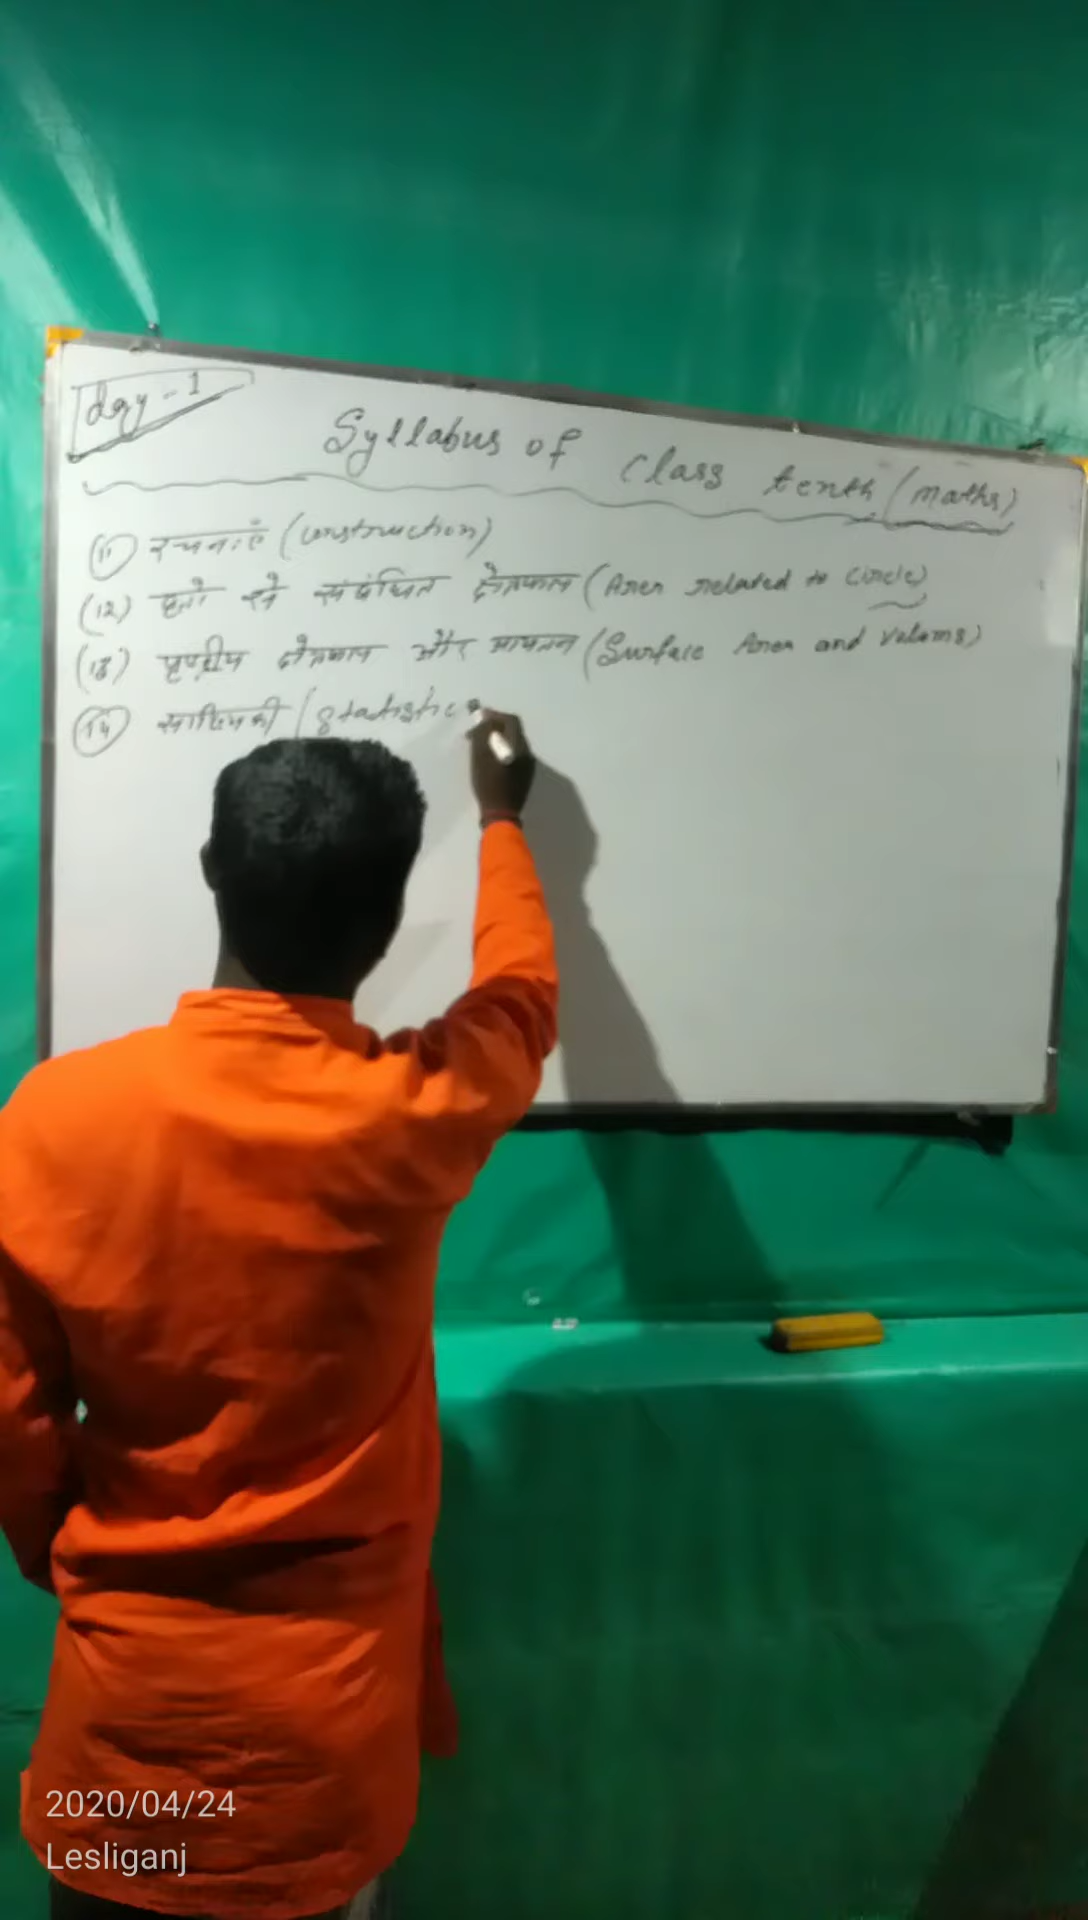 day - 1
Syllabus of class tenth (maths)
(11) रचनाएँ (construction)
(12) वृतो से संबंधित क्षेत्रफल (Area related to Circle)
(13) पृष्ठीय क्षेत्रफल और आयतन (Surface Area and Volums)
(14) सांख्यिकी (Statistics
2020/04/24
Lesliganj